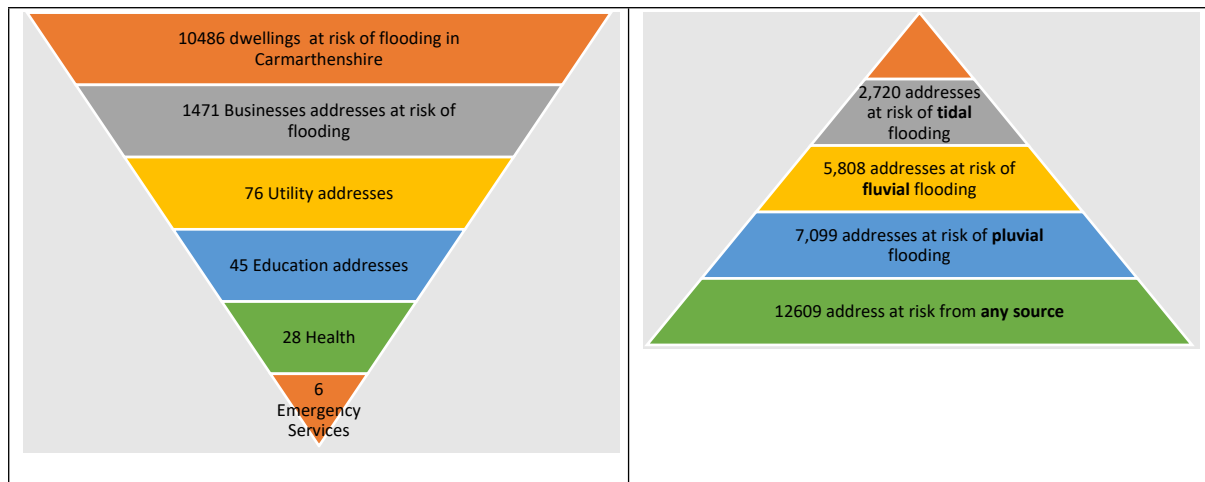 10486 dwellings at risk of flooding in
Carmarthenshire
1471 Businesses addresses at risk of
flooding
76 Utility addresses
45 Education addresses
28 Health
6
Emergency
Services
2,720 addresses
at risk of tidal
flooding
5,808 addresses at risk of
fluvial flooding
7,099 addresses at risk of pluvial
flooding
12609 address at risk from any source